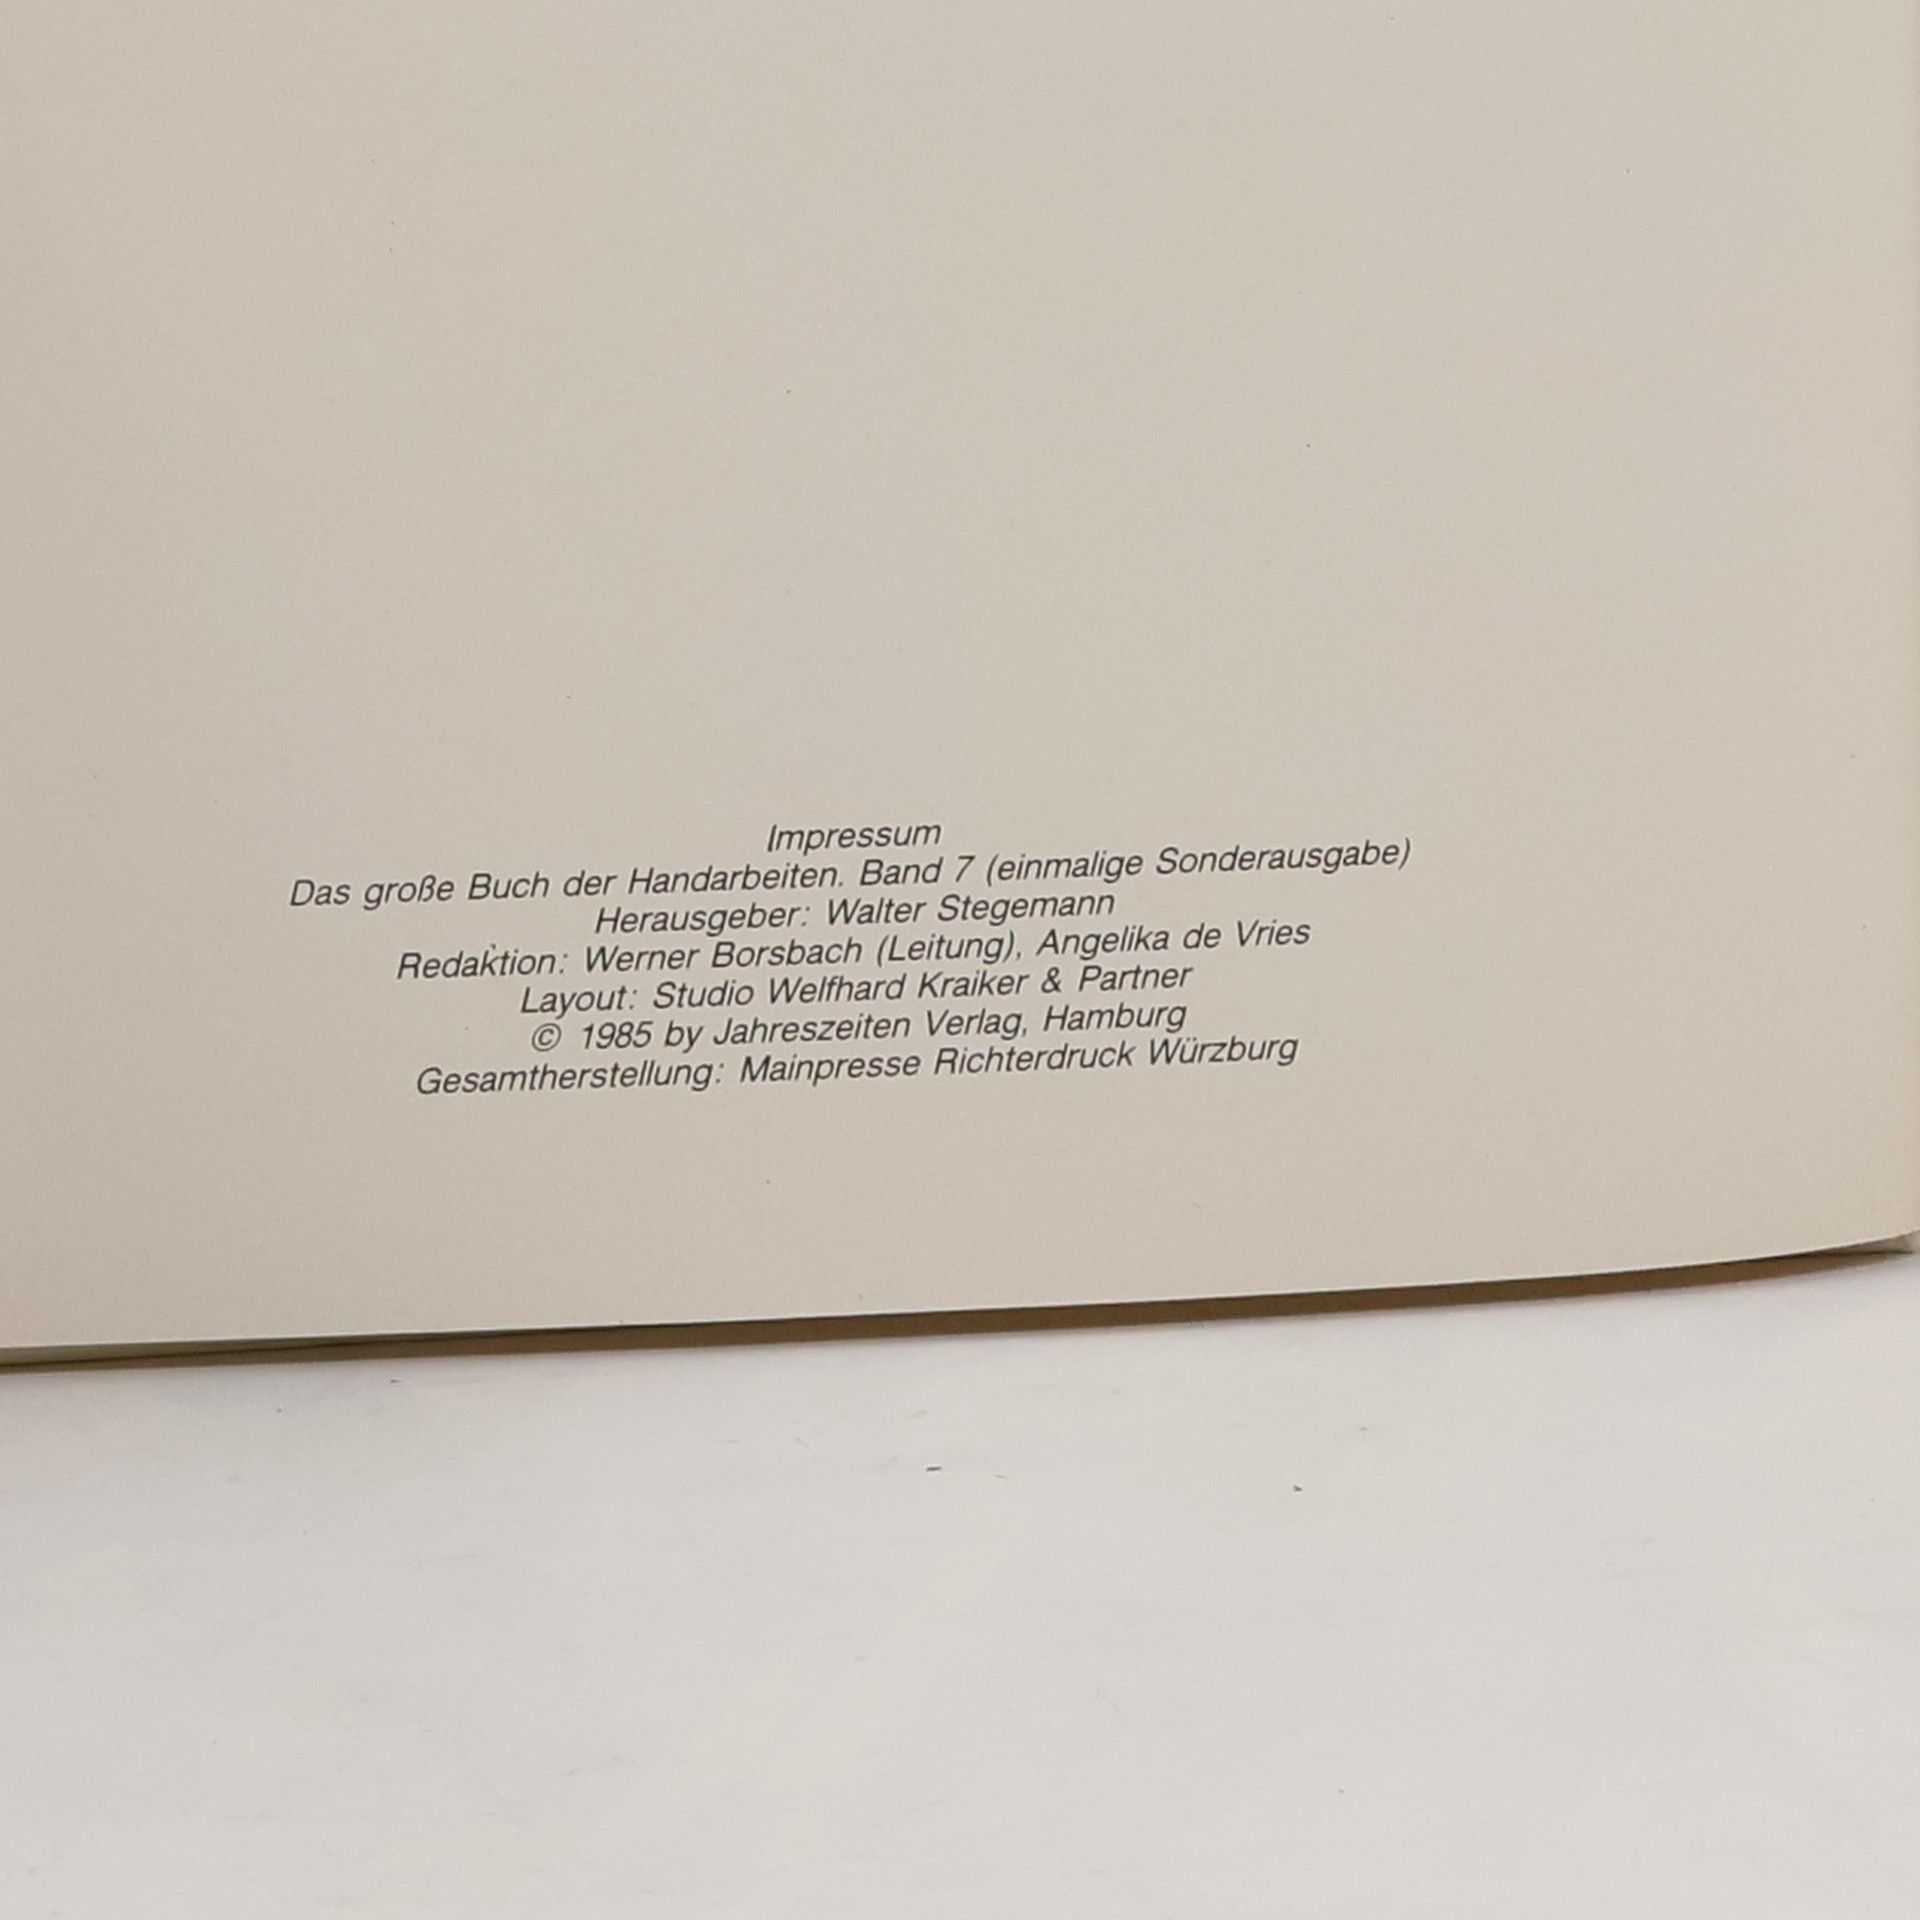 Impressum
Das große Buch der Handarbeiten. Band 7 (einmalige Sonderausgabe)
Herausgeber: Walter Stegemann
Redaktion: Werner Borsbach (Leitung), Angelika de Vries
Layout: Studio Welfhard Kraiker & Partner
© 1985 by Jahreszeiten Verlag, Hamburg
Gesamtherstellung: Mainpresse Richterdruck Würzburg